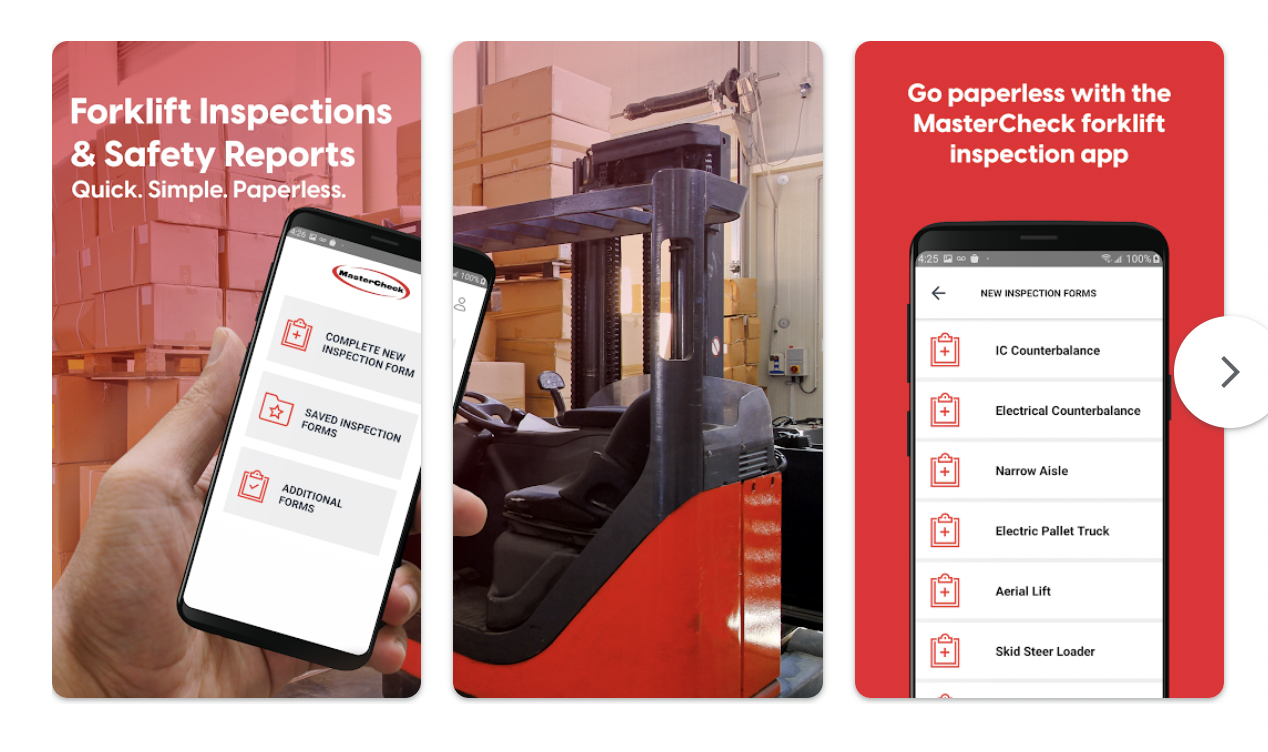 Forklift Inspections
& Safety Reports
Quick. Simple. Paperless.
4:25
MasterCheck
COMPLETE NEW
INSPECTION FORM
SAVED INSPECTION
FORMS
ADDITIONAL
FORMS
100%
Go paperless with the
MasterCheck forklift
inspection app
4:25 100%
NEW INSPECTION FORMS
IC Counterbalance
Electrical Counterbalance
Narrow Aisle
Electric Pallet Truck
Aerial Lift
Skid Steer Loader